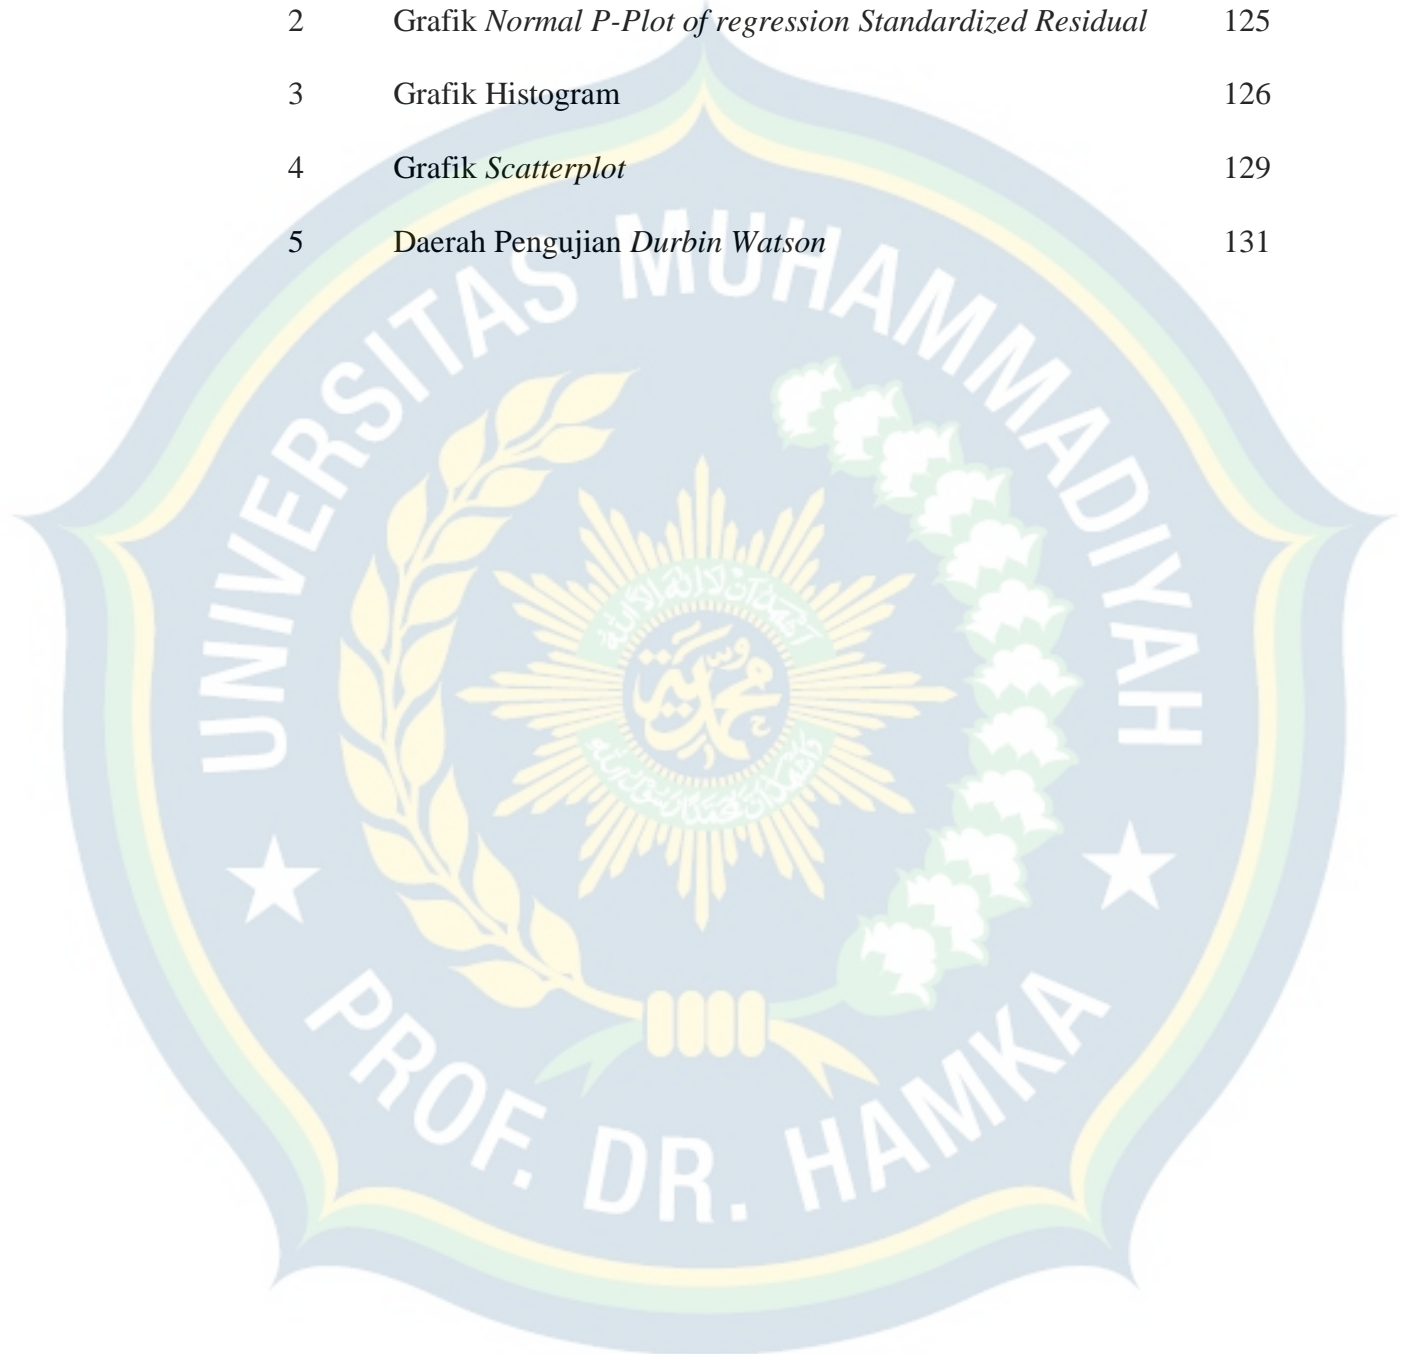 2 Grafik Normal P-Plot of regression Standardized Residual 125
3 Grafik Histogram 126
4 Grafik Scatterplot 129
5 Daerah Pengujian Durbin Watson 131
UNIVERSITAS MUHAMMADIYAH
PROF. DR. HAMKA